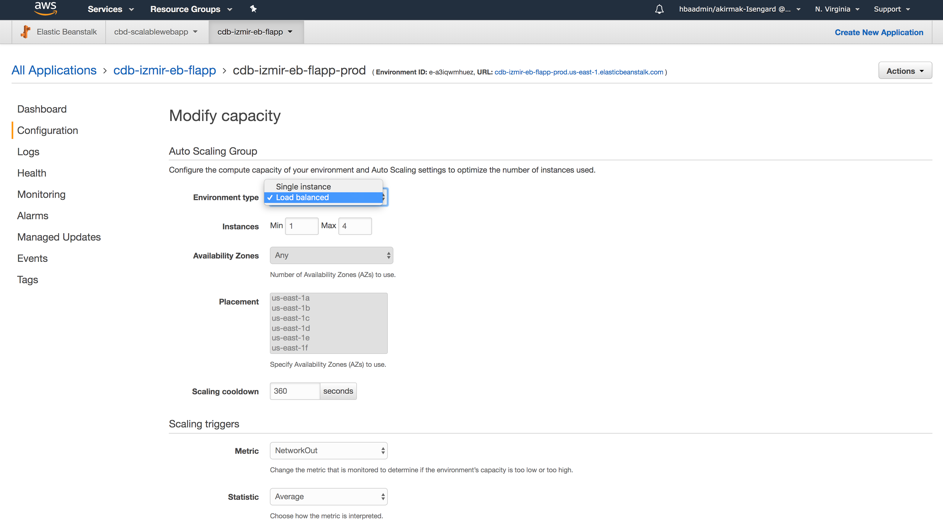 aws Services Resource Groups hbaadmin/akirmak-Isengard @... N. Virginia Support
Elastic Beanstalk cbd-scalablewebapp cdb-izmir-eb-flapp Create New Application
All Applications > cdb-izmir-eb-flapp > cdb-izmir-eb-flapp-prod ( Environment ID: e-a3iqwmhuez, URL: cdb-izmir-eb-flapp-prod.us-east-1.elasticbeanstalk.com ) Actions
Dashboard
Configuration
Logs
Health
Monitoring
Alarms
Managed Updates
Events
Tags
Modify capacity
Auto Scaling Group
Configure the compute capacity of your environment and Auto Scaling settings to optimize the number of instances used.
Single instance
Environment type ✓ Load balanced
Instances Min 1 Max 4
Availability Zones Any
Number of Availability Zones (AZs) to use.
Placement us-east-1a
us-east-1b
us-east-1c
us-east-1d
us-east-1e
us-east-1f
Specify Availability Zones (AZs) to use.
Scaling cooldown 360 seconds
Scaling triggers
Metric NetworkOut
Change the metric that is monitored to determine if the environment's capacity is too low or too high.
Statistic Average
Choose how the metric is interpreted.